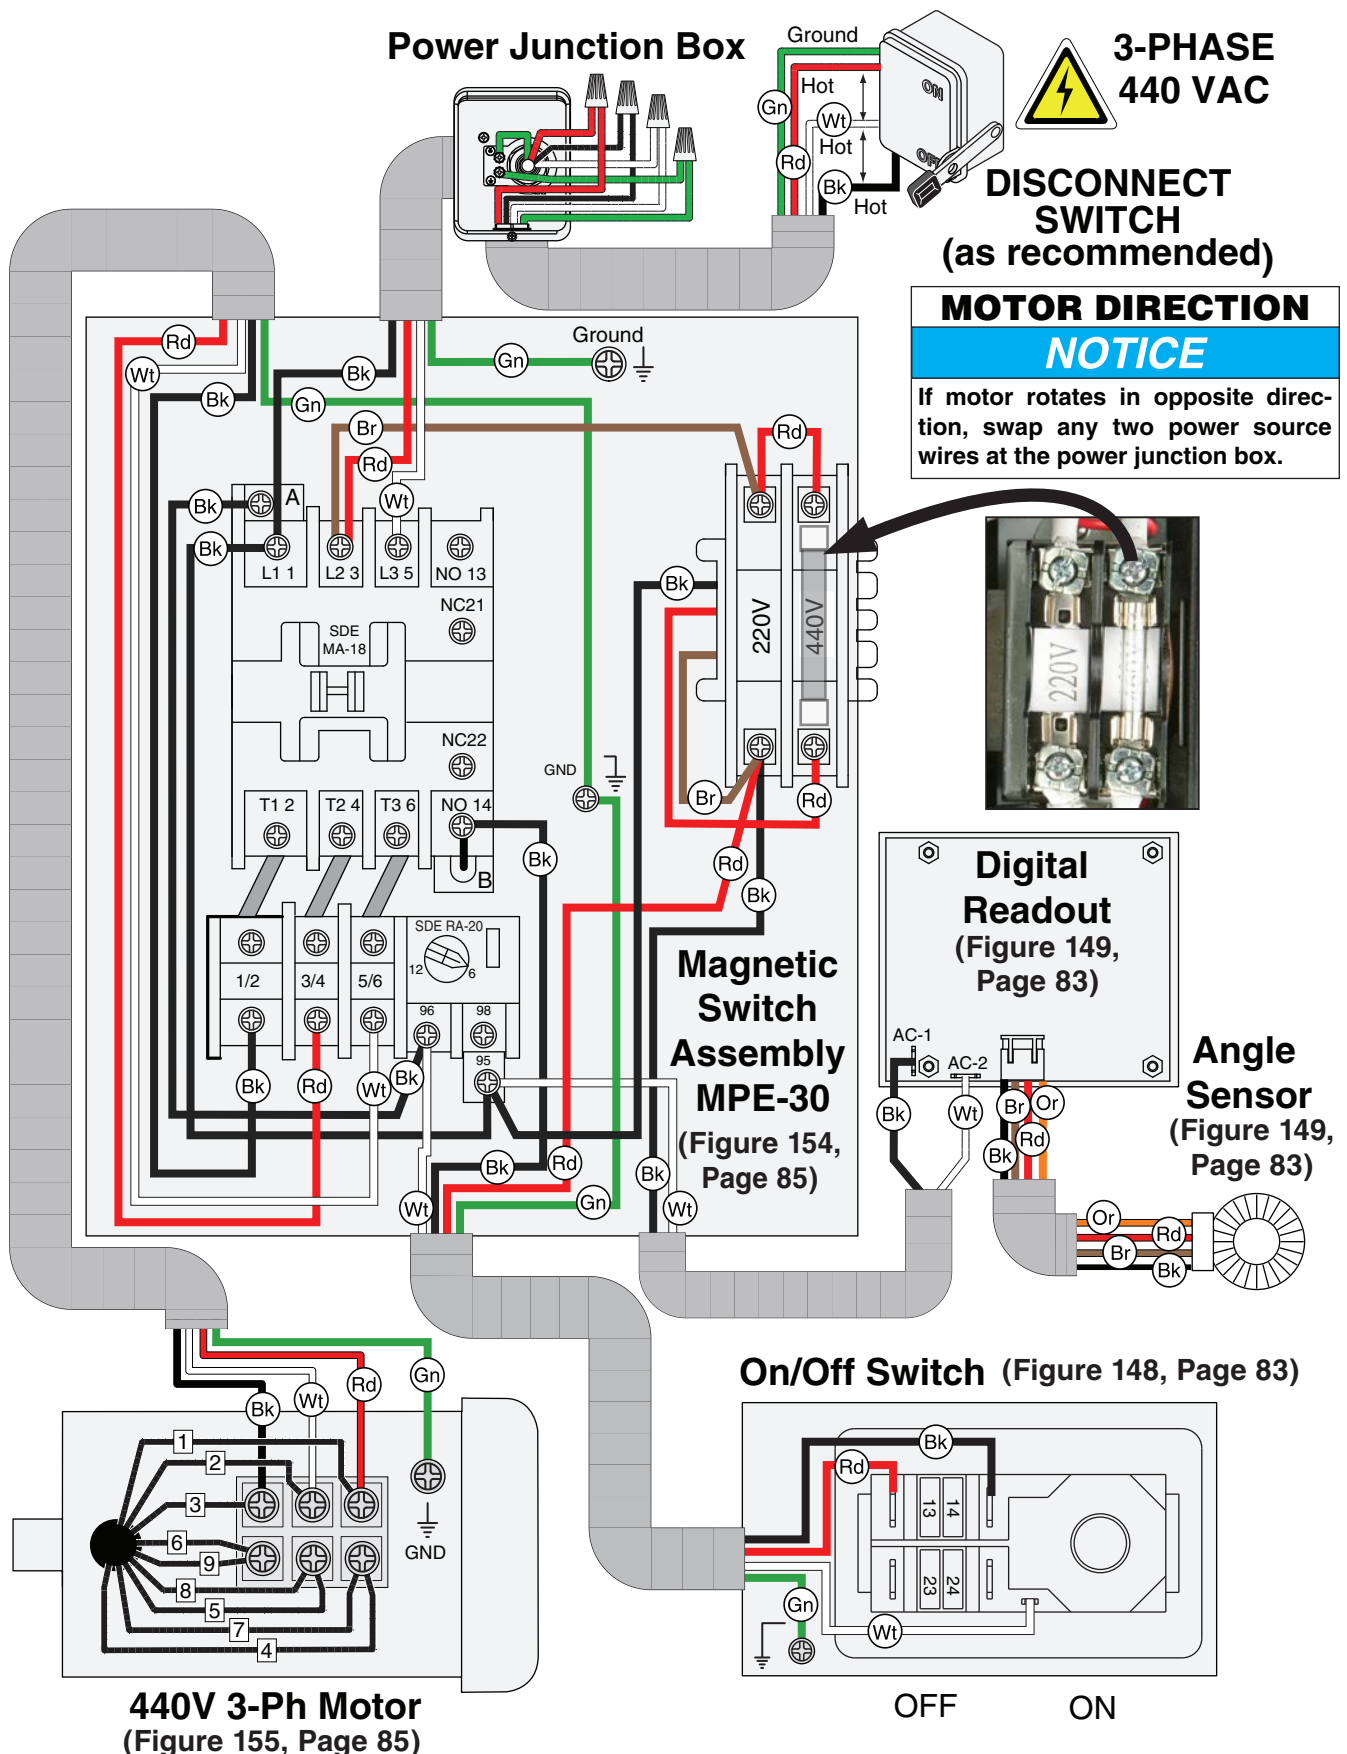 Power Junction Box
Ground
3-PHASE
440 VAC
Hot
Gn
Wt
Hot
Rd
Bk
Hot
ON
OFF
DISCONNECT
SWITCH
(as recommended)
MOTOR DIRECTION
NOTICE
If motor rotates in opposite direc-
tion, swap any two power source
wires at the power junction box.
Rd
Wt
Bk
Bk
Gn
Gn
Ground
Br
Rd
Rd
Wt
Bk
A
Bk
L1 1
L2 3
L3 5
NO 13
NC21
SDE
MA-18
Bk
220V
440V
220V
NC22
GND
T1 2
T2 4
T3 6
NO 14
B
Br
Rd
Bk
Rd
Bk
SDE RA-20
12
6
1/2
3/4
5/6
96
98
95
Bk
Rd
Wt
Bk
Magnetic
Switch
Assembly
MPE-30
(Figure 154,
Page 85)
Bk
Rd
Bk
Wt
Gn
Wt
Digital
Readout
(Figure 149,
Page 83)
AC-1
AC-2
Bk
Wt
Br
Or
Rd
Bk
Angle
Sensor
(Figure 149,
Page 83)
Or
Rd
Br
Bk
Gn
Rd
Wt
Bk
1
2
3
6
9
8
5
7
4
GND
440V 3-Ph Motor
(Figure 155, Page 85)
On/Off Switch (Figure 148, Page 83)
Bk
Rd
13
14
23
24
Gn
Wt
OFF
ON